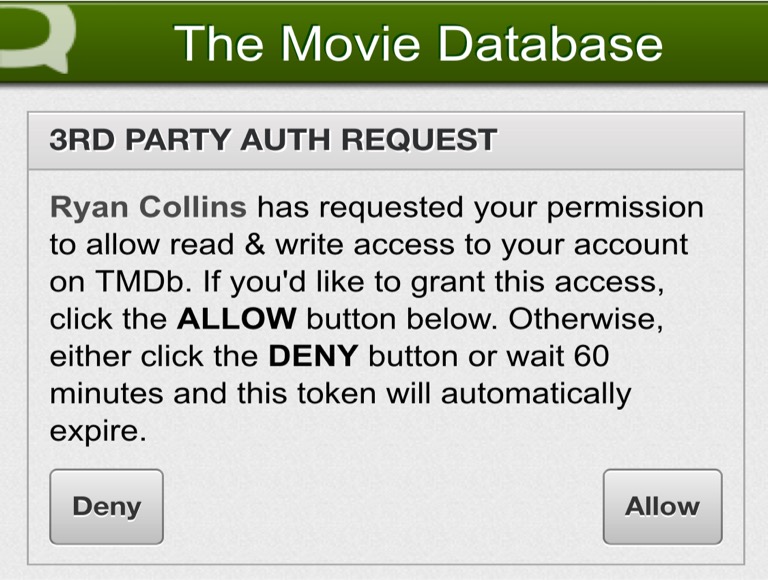 The Movie Database
3RD PARTY AUTH REQUEST
Ryan Collins has requested your permission
to allow read & write access to your account
on TMDb. If you'd like to grant this access,
click the ALLOW button below. Otherwise,
either click the DENY button or wait 60
minutes and this token will automatically
expire.
Deny
Allow